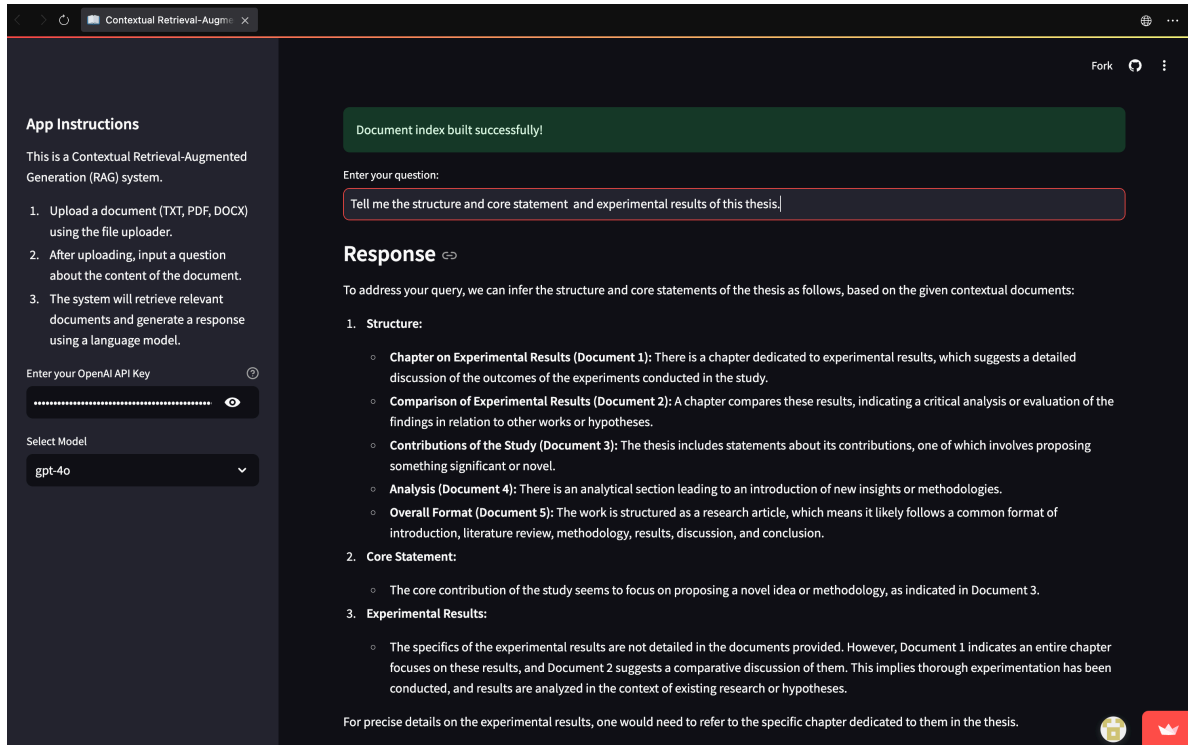 Contextual Retrieval-Augme
Fork
App Instructions
This is a Contextual Retrieval-Augmented
Generation (RAG) system.
1. Upload a document (TXT, PDF, DOCX)
using the file uploader.
2. After uploading, input a question
about the content of the document.
3. The system will retrieve relevant
documents and generate a response
using a language model.
Enter your OpenAI API Key
Select Model
gpt-4o
Document index built successfully!
Enter your question:
Tell me the structure and core statement and experimental results of this thesis.
Response
To address your query, we can infer the structure and core statements of the thesis as follows, based on the given contextual documents:
1. Structure:
Chapter on Experimental Results (Document 1): There is a chapter dedicated to experimental results, which suggests a detailed
discussion of the outcomes of the experiments conducted in the study.
Comparison of Experimental Results (Document 2): A chapter compares these results, indicating a critical analysis or evaluation of the
findings in relation to other works or hypotheses.
Contributions of the Study (Document 3): The thesis includes statements about its contributions, one of which involves proposing
something significant or novel.
Analysis (Document 4): There is an analytical section leading to an introduction of new insights or methodologies.
Overall Format (Document 5): The work is structured as a research article, which means it likely follows a common format of
introduction, literature review, methodology, results, discussion, and conclusion.
2. Core Statement:
The core contribution of the study seems to focus on proposing a novel idea or methodology, as indicated in Document 3.
3. Experimental Results:
The specifics of the experimental results are not detailed in the documents provided. However, Document 1 indicates an entire chapter
focuses on these results, and Document 2 suggests a comparative discussion of them. This implies thorough experimentation has been
conducted, and results are analyzed in the context of existing research or hypotheses.
For precise details on the experimental results, one would need to refer to the specific chapter dedicated to them in the thesis.